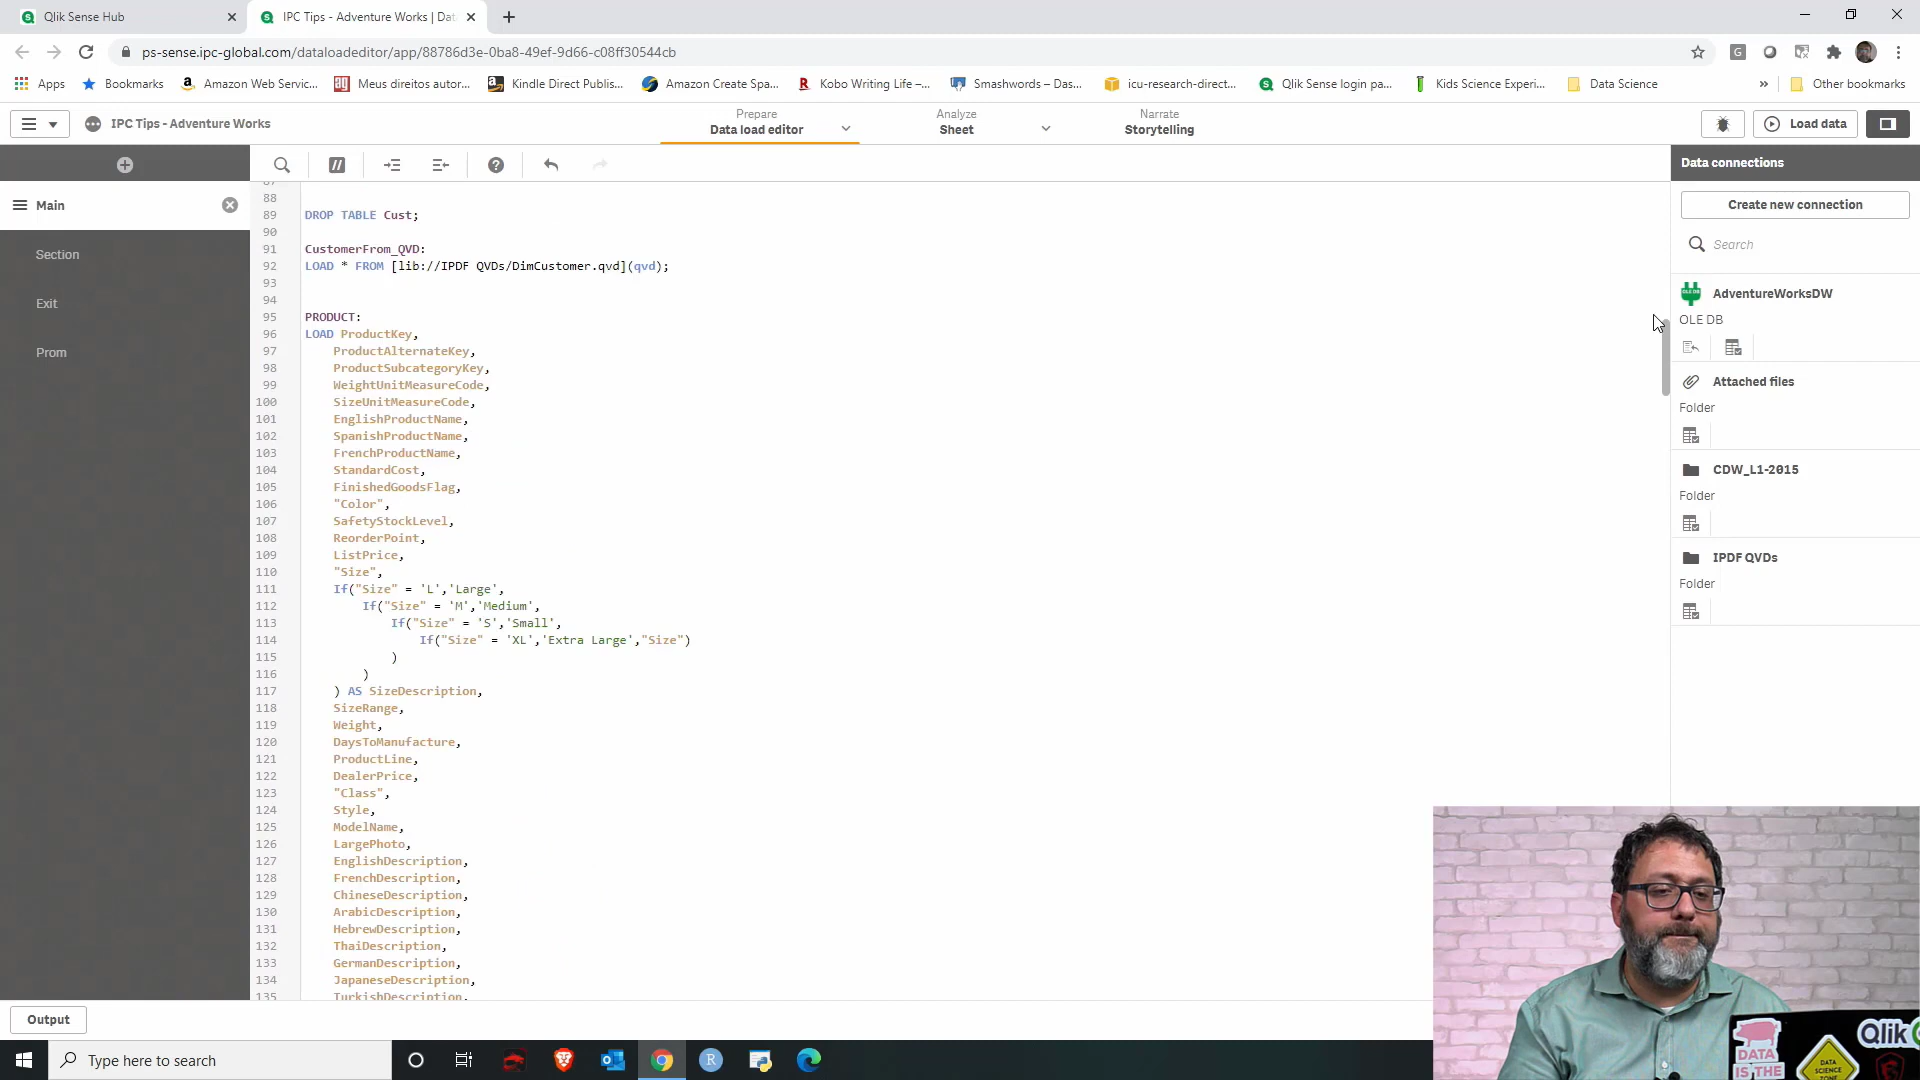 Qlik Sense Hub
IPC Tips - Adventure Works | Dat
ps-sense.ipc-global.com/dataloadeditor/app/88786d3e-0ba8-49ef-9d66-c08ff30544cb
Apps
Bookmarks
Amazon Web Servic...
Meus direitos autor...
Kindle Direct Publis...
Amazon Create Spa...
Kobo Writing Life –...
Smashwords – Das...
icu-research-direct...
Qlik Sense login pa...
Kids Science Experi...
Data Science
»
Other bookmarks
IPC Tips - Adventure Works
Prepare
Data load editor
Analyze
Sheet
Narrate
Storytelling
Load data
Main
Section
Exit
Prom
88
89 DROP TABLE Cust;
90
91 CustomerFrom_QVD:
92 LOAD * FROM [lib://IPDF QVDs/DimCustomer.qvd](qvd);
93
94
95 PRODUCT:
96 LOAD ProductKey,
97 ProductAlternateKey,
98 ProductSubcategoryKey,
99 WeightUnitMeasureCode,
100 SizeUnitMeasureCode,
101 EnglishProductName,
102 SpanishProductName,
103 FrenchProductName,
104 StandardCost,
105 FinishedGoodsFlag,
106 "Color",
107 SafetyStockLevel,
108 ReorderPoint,
109 ListPrice,
110 "Size",
111 If("Size" = 'L','Large',
112 If("Size" = 'M','Medium',
113 If("Size" = 'S','Small',
114 If("Size" = 'XL','Extra Large',"Size")
115 )
116 )
117 ) AS SizeDescription,
118 SizeRange,
119 Weight,
120 DaysToManufacture,
121 ProductLine,
122 DealerPrice,
123 "Class",
124 Style,
125 ModelName,
126 LargePhoto,
127 EnglishDescription,
128 FrenchDescription,
129 ChineseDescription,
130 ArabicDescription,
131 HebrewDescription,
132 ThaiDescription,
133 GermanDescription,
134 JapaneseDescription,
135 TurkishDescription,
Data connections
Create new connection
Search
AdventureWorksDW
OLE DB
Attached files
Folder
CDW_L1-2015
Folder
IPDF QVDs
Folder
Output
Type here to search
Qlik
DATA
IS THE
DATA
SCIENCE